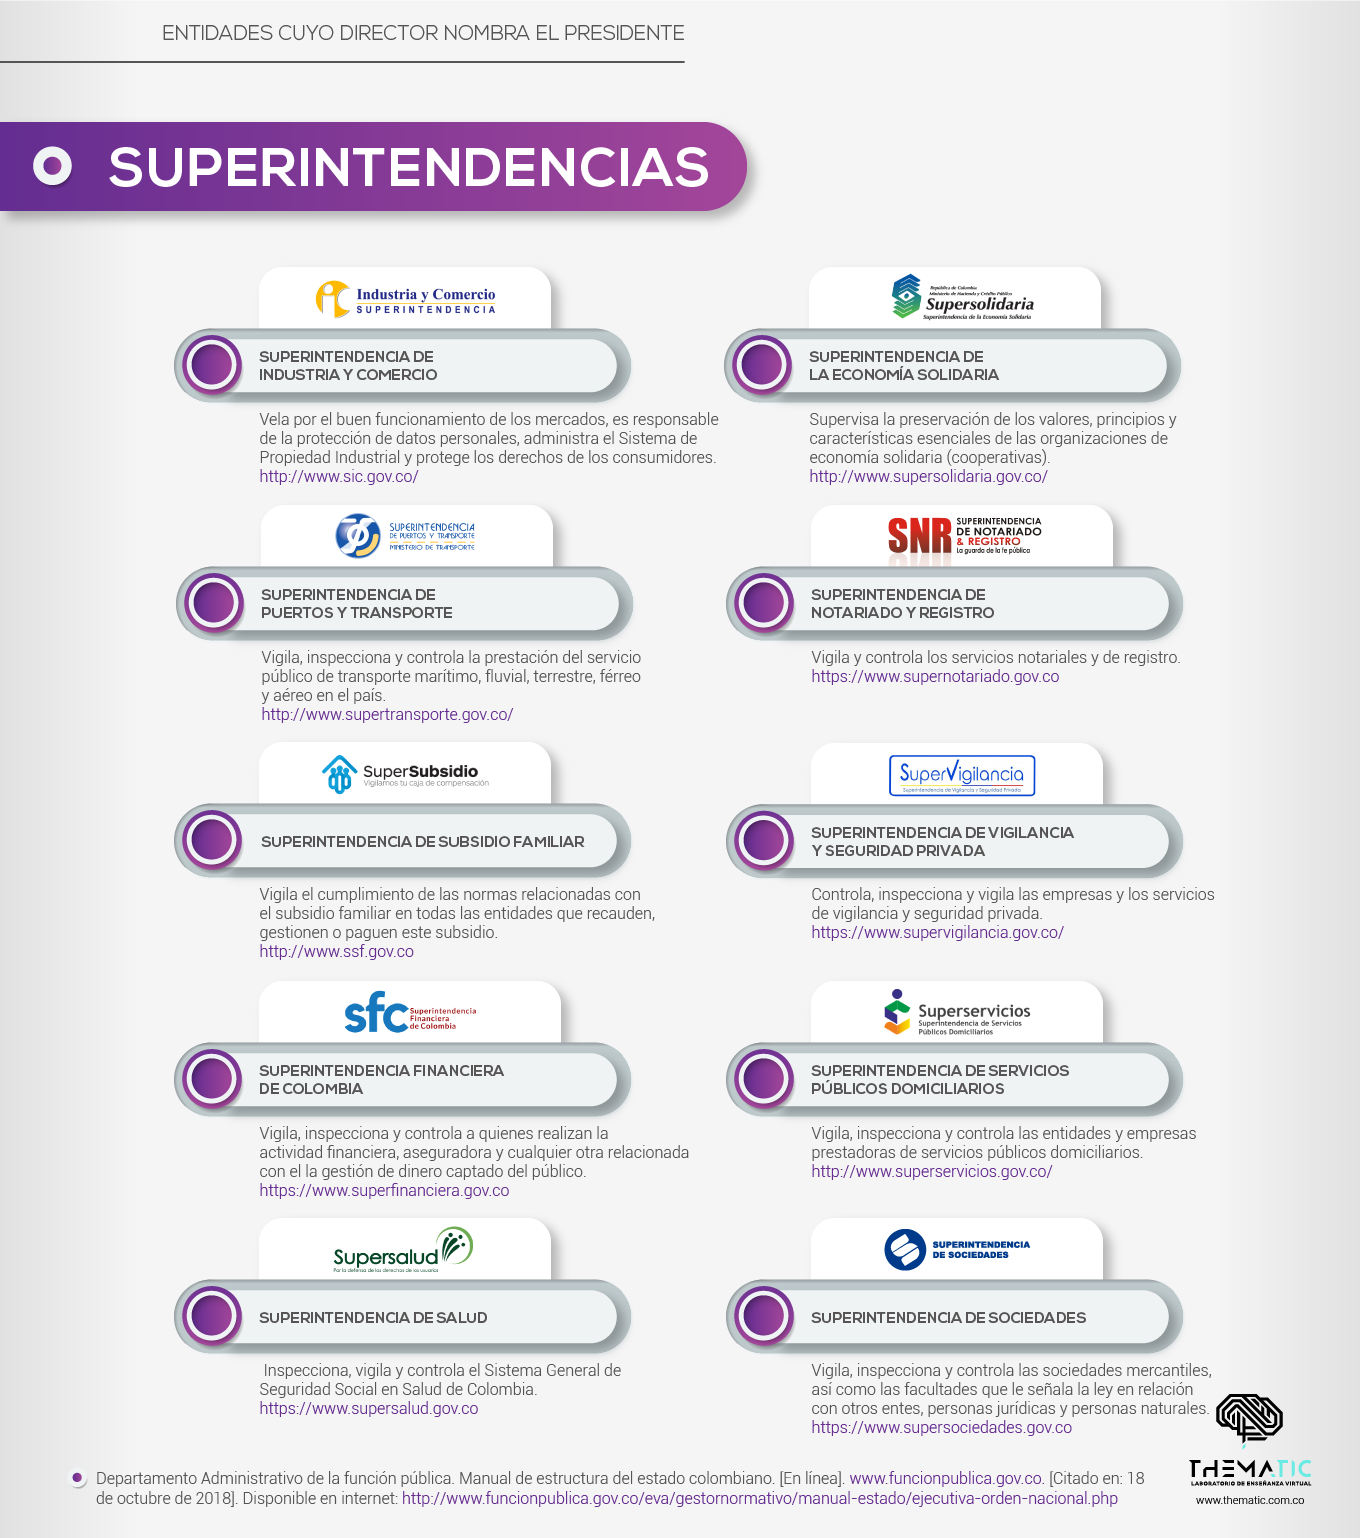 ENTIDADES CUYO DIRECTOR NOMBRA EL PRESIDENTE
SUPERINTENDENCIAS
Industria y Comercio
SUPERINTENDENCIA
SUPERINTENDENCIA DE
INDUSTRIA Y COMERCIO
Vela por el buen funcionamiento de los mercados, es responsable
de la protección de datos personales, administra el Sistema de
Propiedad Industrial y protege los derechos de los consumidores.
http://www.sic.gov.co/
República de Colombia
Ministerio de Hacienda y Crédito Público
Supersolidaria
Superintendencia de la Economía Solidaria
SUPERINTENDENCIA DE
LA ECONOMÍA SOLIDARIA
Supervisa la preservación de los valores, principios y
características esenciales de las organizaciones de
economía solidaria (cooperativas).
http://www.supersolidaria.gov.co/
SUPERINTENDENCIA
DE PUERTOS Y TRANSPORTE
MINISTERIO DE TRANSPORTE
SUPERINTENDENCIA DE
PUERTOS Y TRANSPORTE
Vigila, inspecciona y controla la prestación del servicio
público de transporte marítimo, fluvial, terrestre, férreo
y aéreo en el país.
http://www.supertransporte.gov.co/
SNR
SUPERINTENDENCIA
DE NOTARIADO
& REGISTRO
La guarda de la fe pública
SUPERINTENDENCIA DE
NOTARIADO Y REGISTRO
Vigila y controla los servicios notariales y de registro.
https://www.supernotariado.gov.co
SuperSubsidio
Vigilamos tu caja de compensación
SUPERINTENDENCIA DE SUBSIDIO FAMILIAR
Vigila el cumplimiento de las normas relacionadas con
el subsidio familiar en todas las entidades que recauden,
gestionen o paguen este subsidio.
http://www.ssf.gov.co
SuperVigilancia
Superintendencia de Vigilancia y Seguridad Privada
SUPERINTENDENCIA DE VIGILANCIA
Y SEGURIDAD PRIVADA
Controla, inspecciona y vigila las empresas y los servicios
de vigilancia y seguridad privada.
https://www.supervigilancia.gov.co/
sfc
Superintendencia
Financiera
de Colombia
SUPERINTENDENCIA FINANCIERA
DE COLOMBIA
Vigila, inspecciona y controla a quienes realizan la
actividad financiera, aseguradora y cualquier otra relacionada
con el la gestión de dinero captado del público.
https://www.superfinanciera.gov.co
Superservicios
Superintendencia de Servicios
Públicos Domiciliarios
SUPERINTENDENCIA DE SERVICIOS
PÚBLICOS DOMICILIARIOS
Vigila, inspecciona y controla las entidades y empresas
prestadoras de servicios públicos domiciliarios.
http://www.superservicios.gov.co/
Supersalud
Por la defensa de los derechos de los usuarios
SUPERINTENDENCIA DE SALUD
Inspecciona, vigila y controla el Sistema General de
Seguridad Social en Salud de Colombia.
https://www.supersalud.gov.co
SUPERINTENDENCIA
DE SOCIEDADES
SUPERINTENDENCIA DE SOCIEDADES
Vigila, inspecciona y controla las sociedades mercantiles,
así como las facultades que le señala la ley en relación
con otros entes, personas jurídicas y personas naturales.
https://www.supersociedades.gov.co
Departamento Administrativo de la función pública. Manual de estructura del estado colombiano. [En línea]. www.funcionpublica.gov.co. [Citado en: 18
de octubre de 2018]. Disponible en internet: http://www.funcionpublica.gov.co/eva/gestornormativo/manual-estado/ejecutiva-orden-nacional.php
THEMATIC
LABORATORIO DE ENSEÑANZA VIRTUAL
www.thematic.com.co